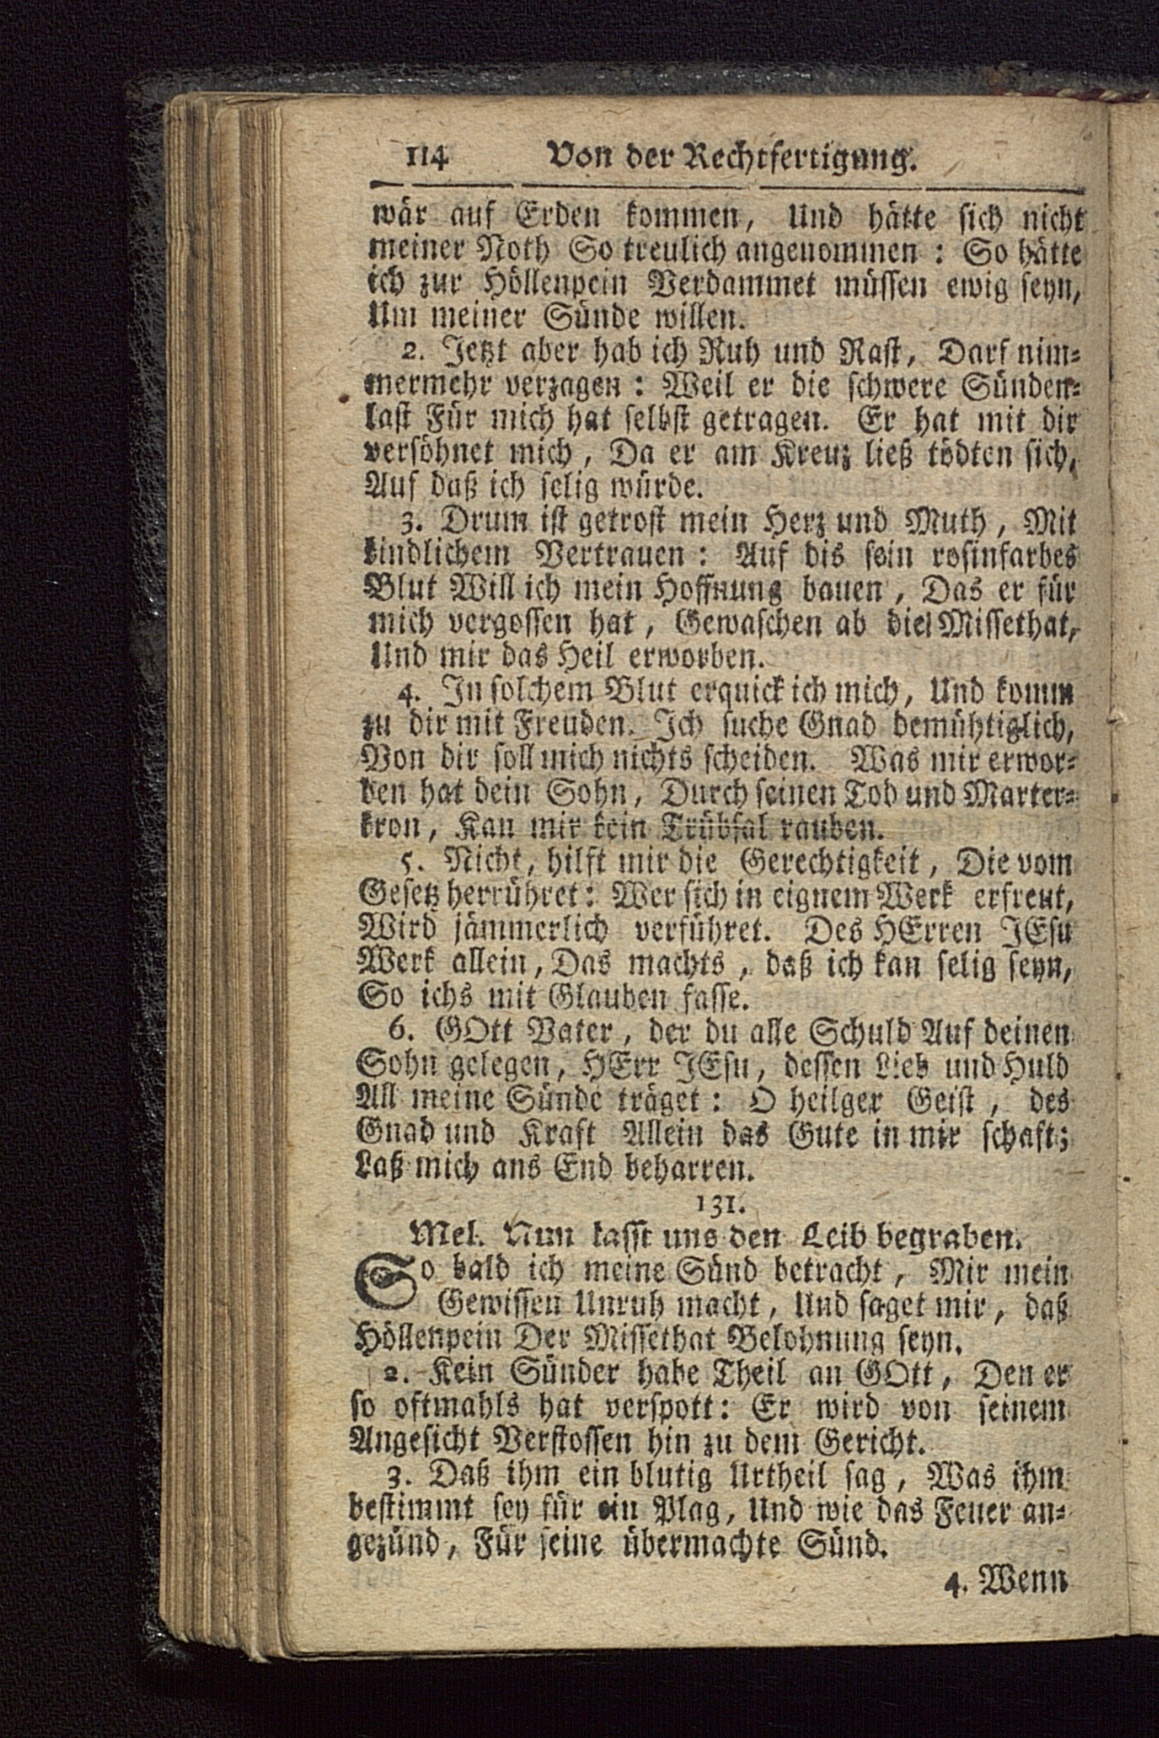 114 Von der Rechtfertigung.
wär auf Erden kommen, Und hätte sich nicht
meiner Noth So treulich angenommen: So hätte
ich zur Höllenpein Verdammet müssen ewig seyn,
Um meiner Sünde willen.
2. Jetzt aber hab ich Ruh und Rast, Darf nim-
mermehr verzagen: Weil er die schwere Sünden-
last Für mich hat selbst getragen. Er hat mit dir
versöhnet mich, Da er am Kreuz ließ tödten sich,
Auf daß ich selig würde.
3. Drum ist getrost mein Herz und Muth, Mit
kindlichem Vertrauen: Auf dis sein rosinfarbes
Blut Will ich mein Hoffnung bauen, Das er für
mich vergossen hat, Gewaschen ab die Missethat,
Und mir das Heil erworben.
4. In solchem Blut erquick ich mich, Und komm
zu dir mit Freuden. Ich suche Gnad demühtiglich,
Von dir soll mich nichts scheiden. Was mir erwor-
ben hat dein Sohn, Durch seinen Tod und Marter-
kron, Kan mir kein Trübsal rauben.
5. Nicht, hilft mir die Gerechtigkeit, Die vom
Gesetz herrühret: Wer sich in eignem Werk erfreut,
Wird jämmerlich verführet. Des HErren JEsu
Werk allein, Das machts, daß ich kan selig seyn,
So ichs mit Glauben fasse.
6. GOtt Vater, der du alle Schuld Auf deinen
Sohn gelegen, HErr JEsu, dessen Lieb und Huld
All meine Sünde träget: O heilger Geist, des
Gnad und Kraft Allein das Gute in mir schaft;
Laß mich ans End beharren.
131.
Mel. Nun lasst uns den Leib begraben.
So bald ich meine Sünd betracht, Mir mein
Gewissen Unruh macht, Und saget mir, daß
Höllenpein Der Missethat Belohnung seyn.
2. Kein Sünder habe Theil an GOtt, Den er
so oftmahls hat verspott: Er wird von seinem
Angesicht Verstossen hin zu dem Gericht.
3. Daß ihm ein blutig Urtheil sag, Was ihm
bestimmt sey für ein Plag, Und wie das Feuer an-
gezünd, Für seine übermachte Sünd.
4. Wenn